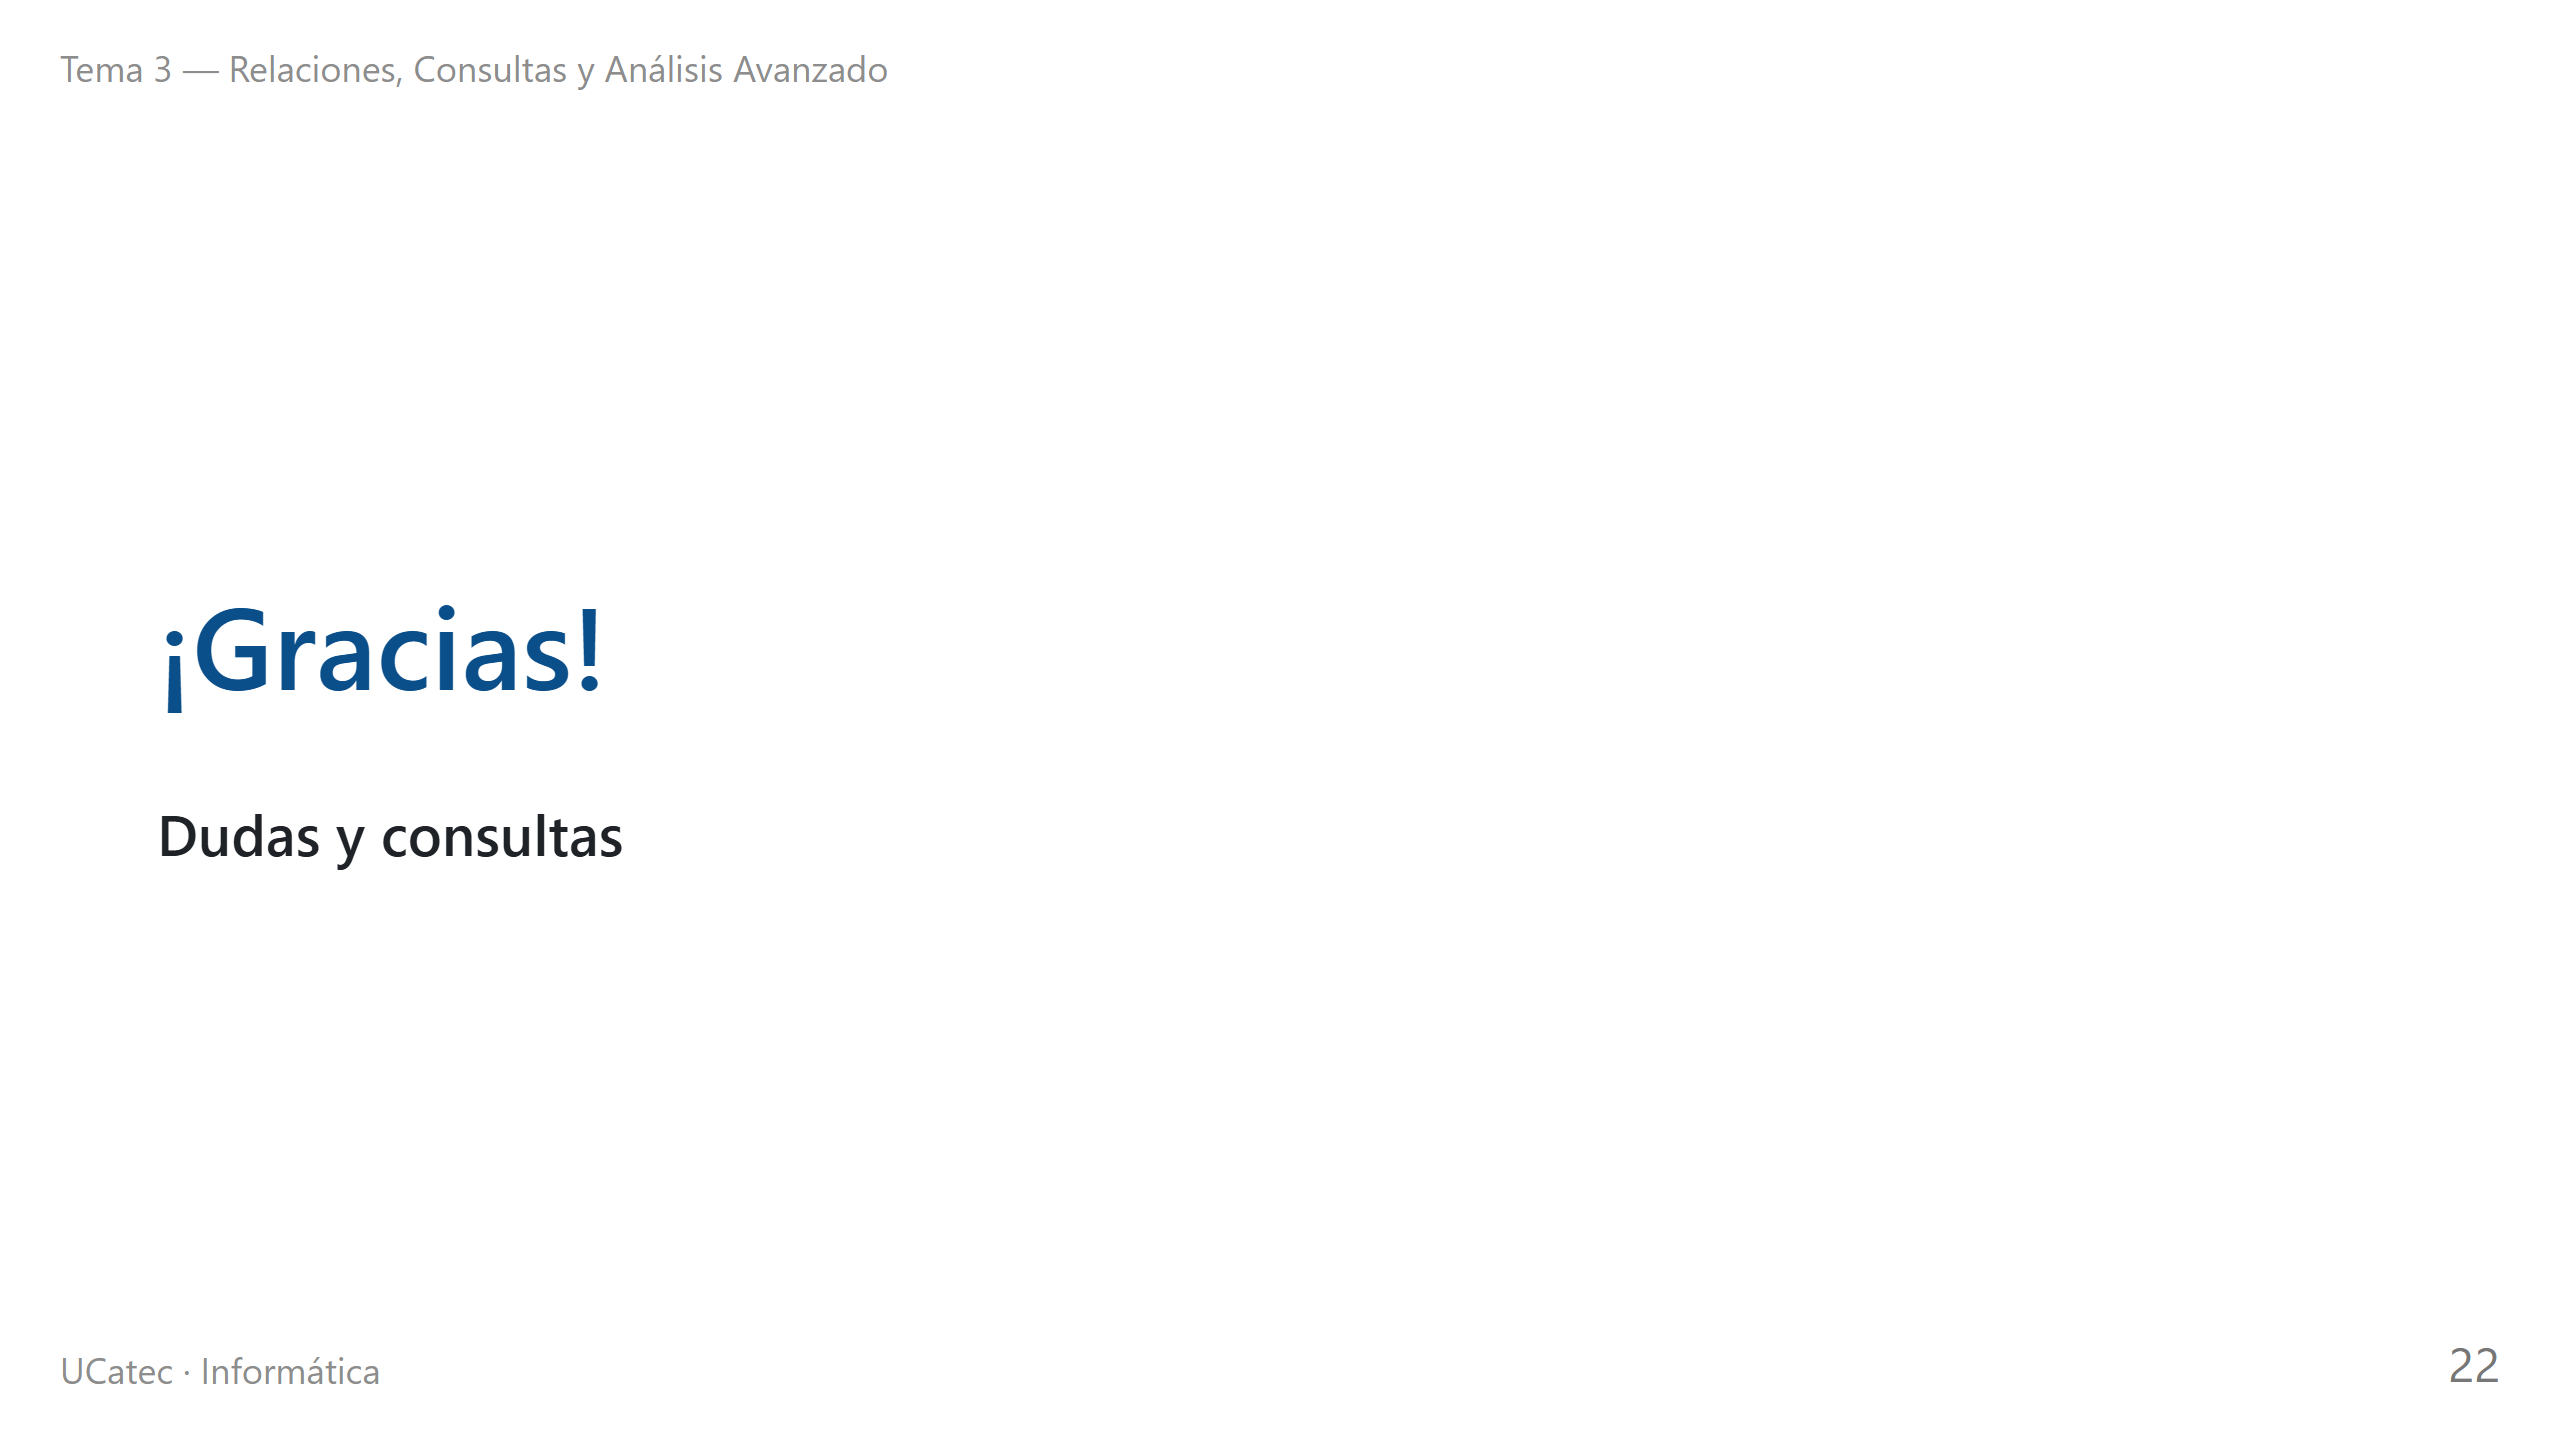 Tema 3 — Relaciones, Consultas y Análisis Avanzado
¡Gracias!
Dudas y consultas
UCatec · Informática
22